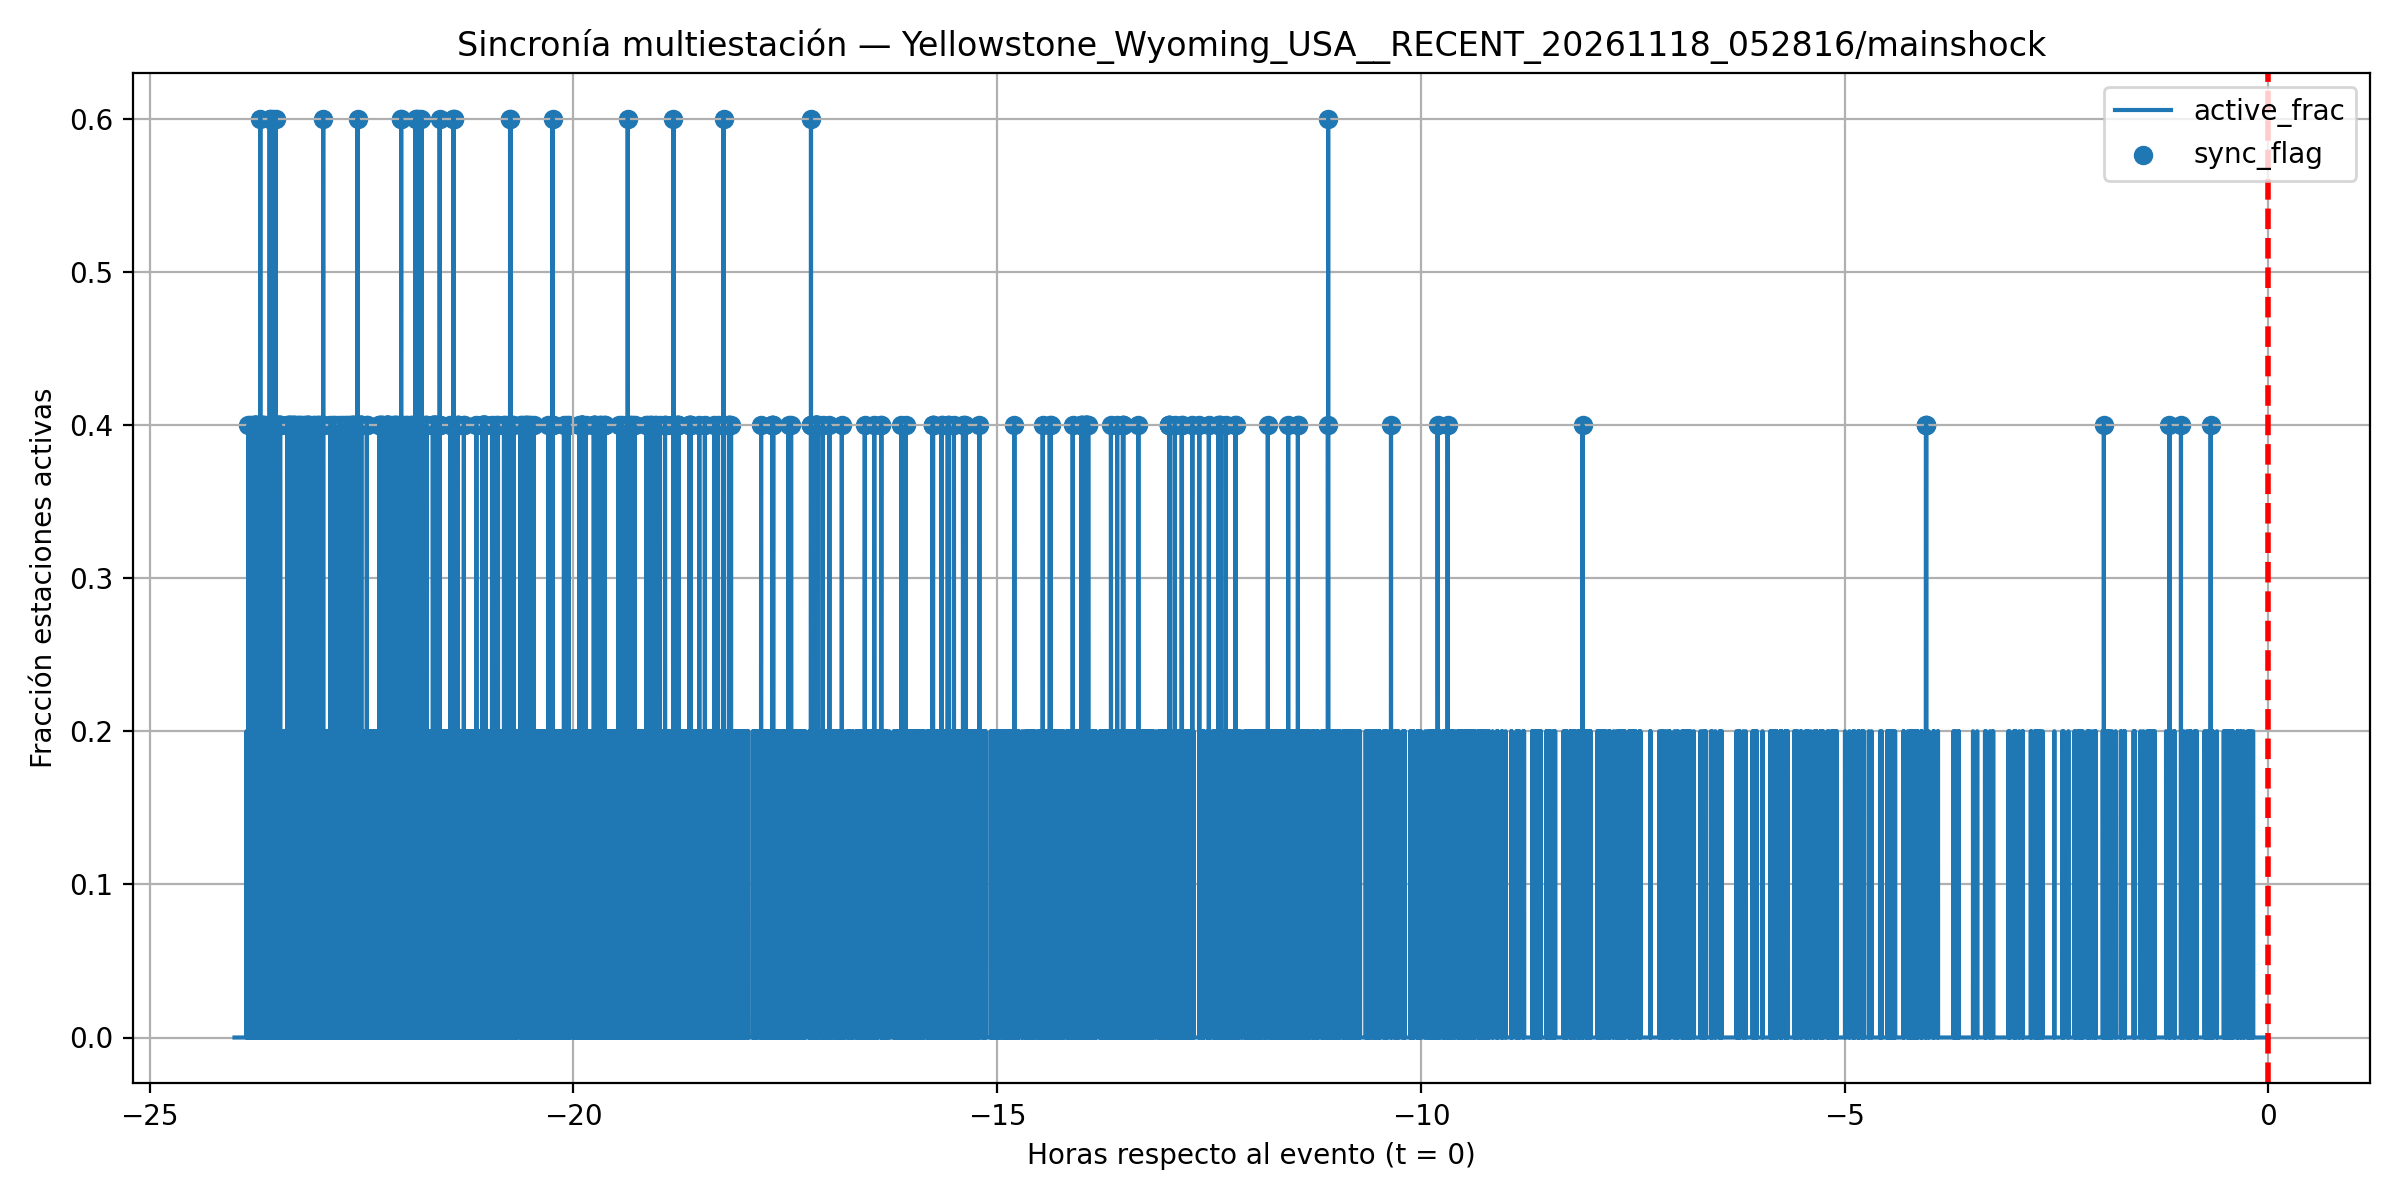 Sincronía multiestación — Yellowstone_Wyoming_USA__RECENT_20261118_052816/mainshock
active_frac
sync_flag
Fracción estaciones activas
0.6
0.5
0.4
0.3
0.2
0.1
0.0
−25
−20
−15
−10
−5
0
Horas respecto al evento (t = 0)